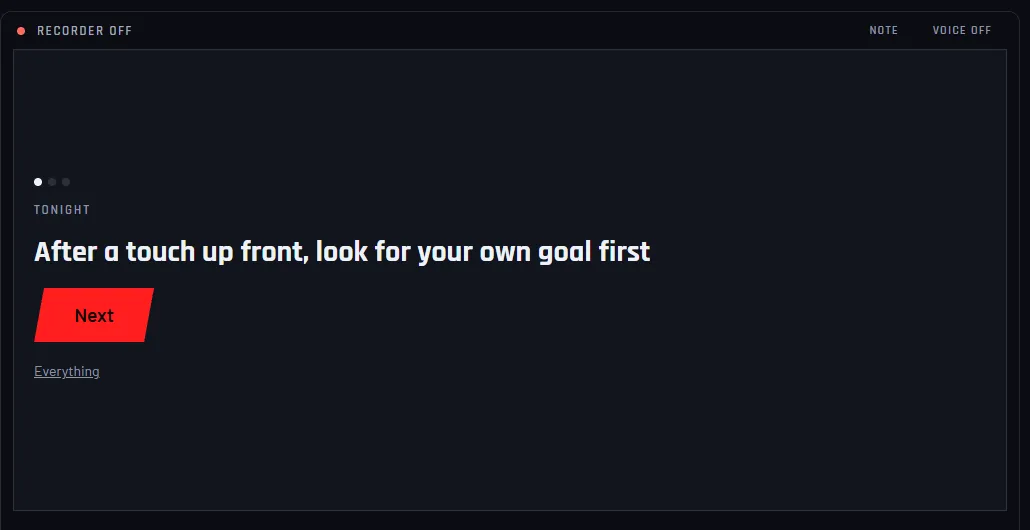 RECORDER OFF
NOTE
VOICE OFF
TONIGHT
After a touch up front, look for your own goal first
Next
Everything